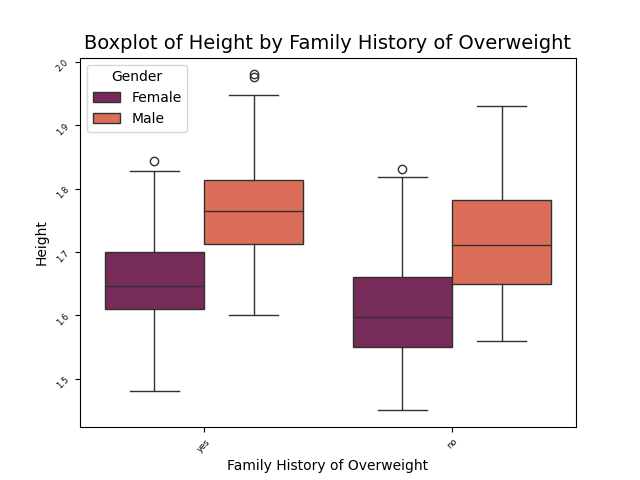 Boxplot of Height by Family History of Overweight
Gender
Female
Male
Height
2.0
1.9
1.8
1.7
1.6
1.5
yes
no
Family History of Overweight